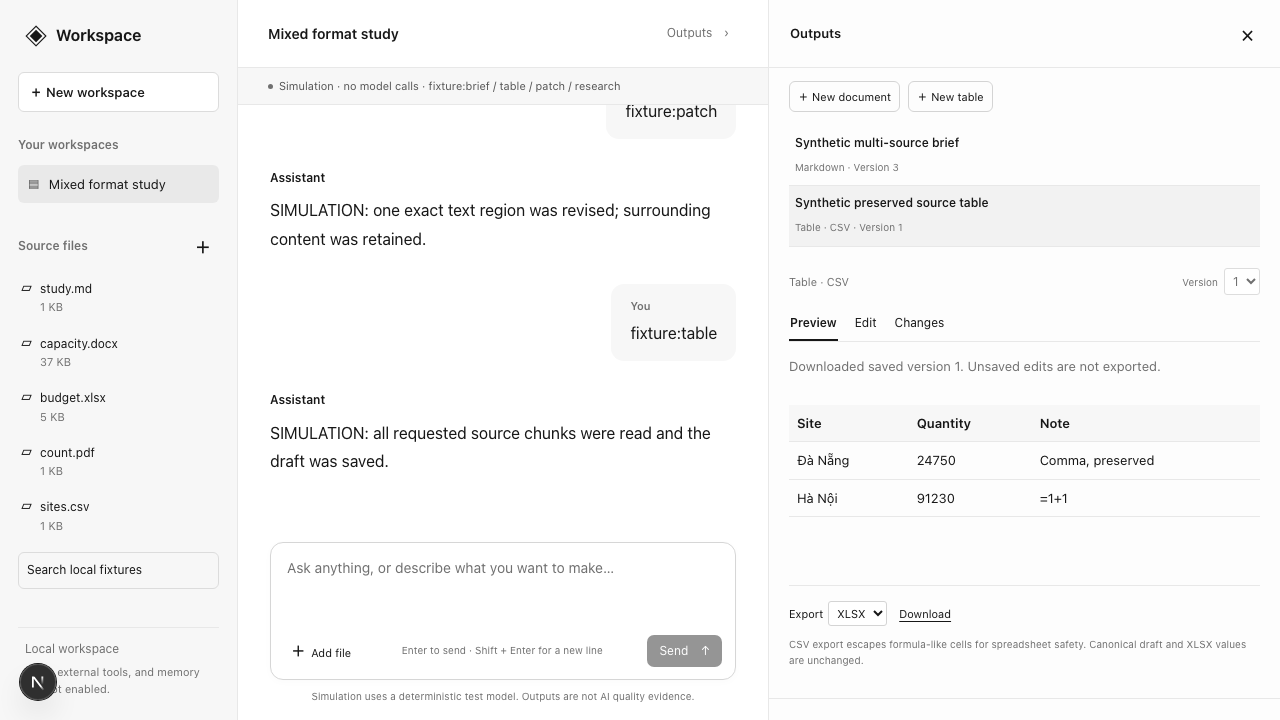 Workspace
+ New workspace
Your workspaces
Mixed format study
Source files
+
study.md
1 KB
capacity.docx
37 KB
budget.xlsx
5 KB
count.pdf
1 KB
sites.csv
1 KB
Search local fixtures
Local workspace
external tools, and memory
enabled.
N
Mixed format study
Outputs ›
Simulation · no model calls · fixture:brief / table / patch / research
fixture:patch
Assistant
SIMULATION: one exact text region was revised; surrounding
content was retained.
You
fixture:table
Assistant
SIMULATION: all requested source chunks were read and the
draft was saved.
Ask anything, or describe what you want to make...
+ Add file
Enter to send · Shift + Enter for a new line
Send ↑
Simulation uses a deterministic test model. Outputs are not AI quality evidence.
Outputs
+ New document
+ New table
Synthetic multi-source brief
Markdown · Version 3
Synthetic preserved source table
Table · CSV · Version 1
Table · CSV
Version 1
Preview Edit Changes
Downloaded saved version 1. Unsaved edits are not exported.
Site Quantity Note
Đà Nẵng 24750 Comma, preserved
Hà Nội 91230 =1+1
Export XLSX Download
CSV export escapes formula-like cells for spreadsheet safety. Canonical draft and XLSX values
are unchanged.